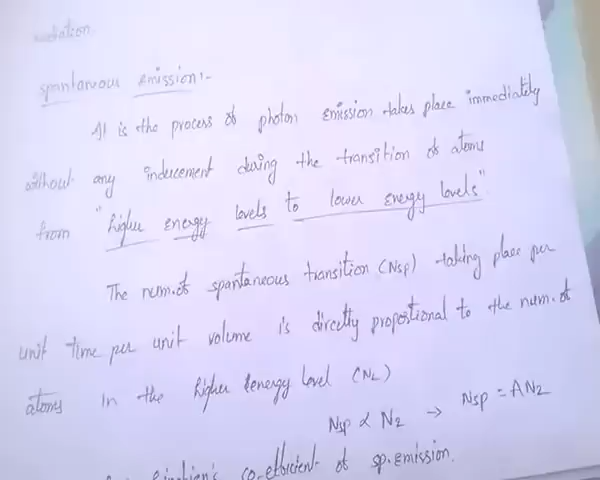 radiation.
spontaneous emission:-
It is the process of photon emission takes place immediately
without any inducement during the transition of atoms
from "higher energy levels to lower energy levels".
The num.of spantaneous transition (Nsp) taking place per
unit time per unit volume is directly propostional to the num.of
atoms in the higher energy level (N2)
Nsp ∝ N2 → Nsp = AN2
co-efficient of sp.emission.